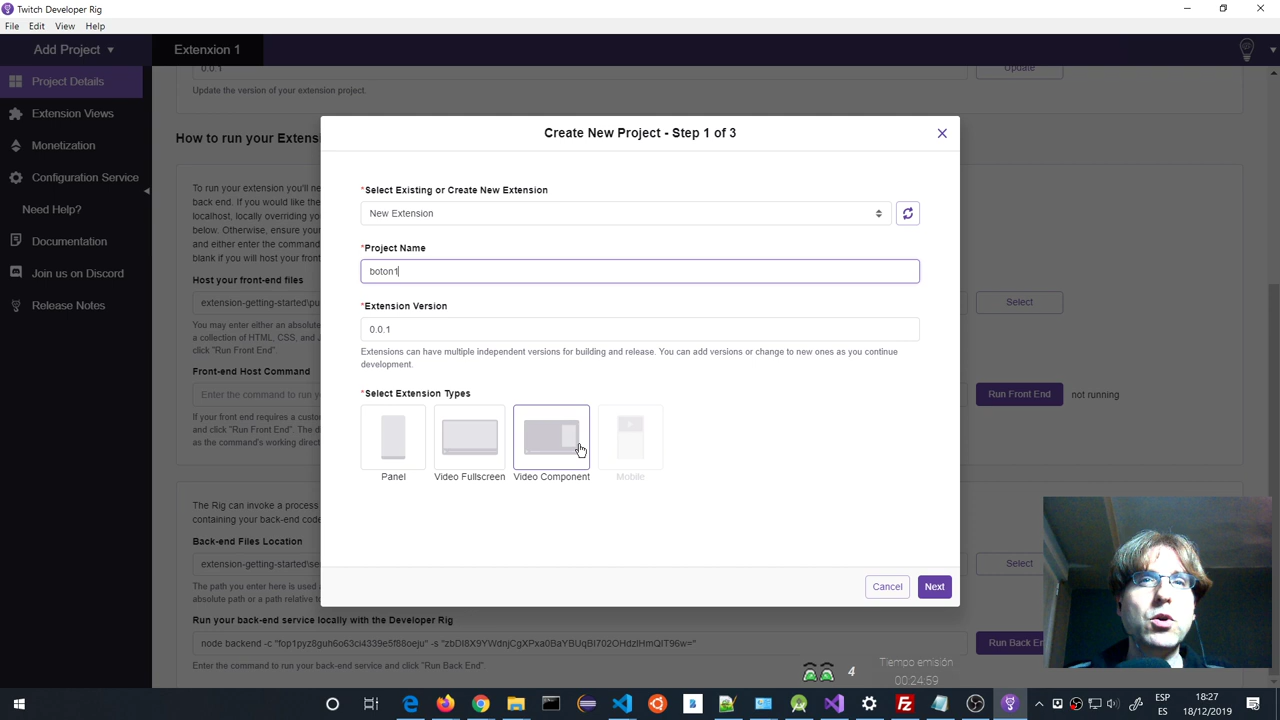 Twitch Developer Rig
File Edit View Help
Add Project
Extenxion 1
Project Details
Extension Views
Monetization
Configuration Service
Need Help?
Documentation
Join us on Discord
Release Notes
0.0.1
Update
Update the version of your extension project.
How to run your Extensi
To run your extension you'll ne
back end. If you would like the
localhost, locally overriding yo
below. Otherwise, ensure your
and either enter the command
blank if you will host your front
Host your front-end files
extension-getting-started\pu
Select
You may enter either an absolute
a collection of HTML, CSS, and J
click "Run Front End".
Front-end Host Command
Enter the command to run yo
Run Front End
not running
If your front end requires a custom
and click "Run Front End". The di
as the command's working direct
The Rig can invoke a process
containing your back-end code
Back-end Files Location
extension-getting-started\se
Select
The path you enter here is used a
absolute path or a path relative to
Run your back-end service locally with the Developer Rig
Run Back En
Enter the command to run your back-end service and click "Run Back End".
Create New Project - Step 1 of 3
*Select Existing or Create New Extension
New Extension
*Project Name
boton1
*Extension Version
0.0.1
Extensions can have multiple independent versions for building and release. You can add versions or change to new ones as you continue
development.
*Select Extension Types
Panel
Video Fullscreen
Video Component
Mobile
Cancel
Next
4
Tiempo emisión
00:24:59
ESP
ES
18:27
18/12/2019